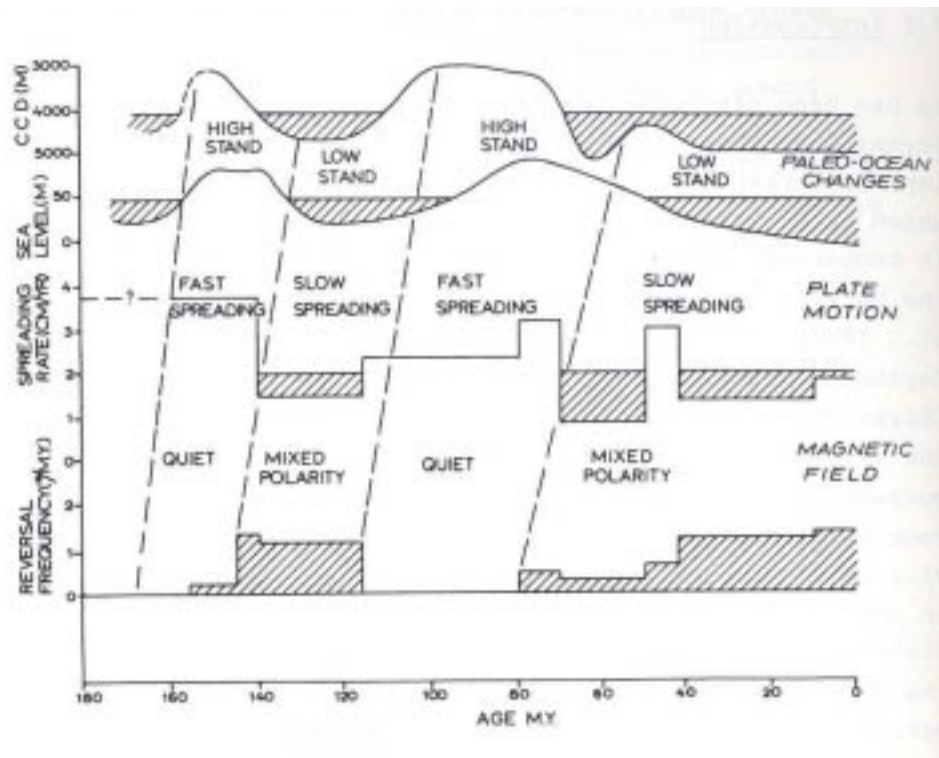 3000
4000
5000
C C D (M)
HIGH
STAND
LOW
STAND
HIGH
STAND
LOW
STAND
PALEO-OCEAN
CHANGES
50
0
SEA
LEVEL(M)
4
3
2
1
0
SPREADING
RATE(CM/YR)
?
FAST
SPREADING
SLOW
SPREADING
FAST
SPREADING
SLOW
SPREADING
PLATE
MOTION
QUIET
MIXED
POLARITY
QUIET
MIXED
POLARITY
MAGNETIC
FIELD
2
1
0
REVERSAL
FREQUENCY
180
160
140
120
100
80
60
40
20
0
AGE M.Y.